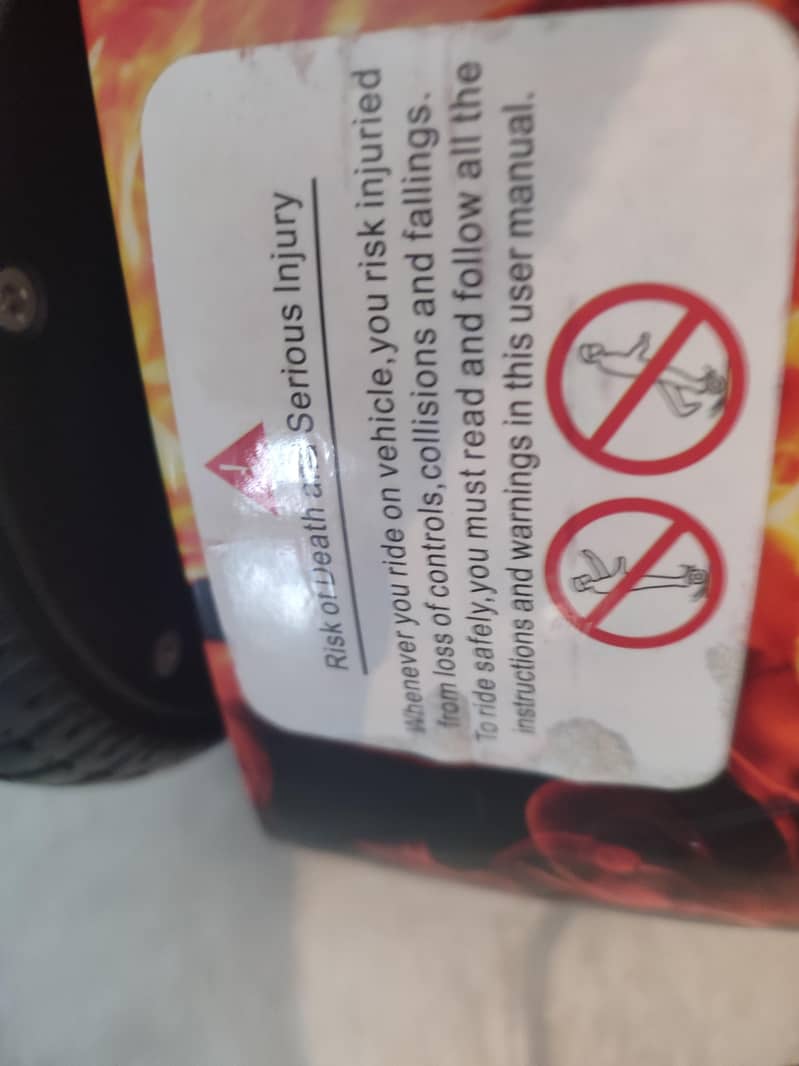 Risk of Death and Serious Injury
Whenever you ride on vehicle,you risk injuried
from loss of controls,collisions and fallings.
To ride safely,you must read and follow all the
instructions and warnings in this user manual.